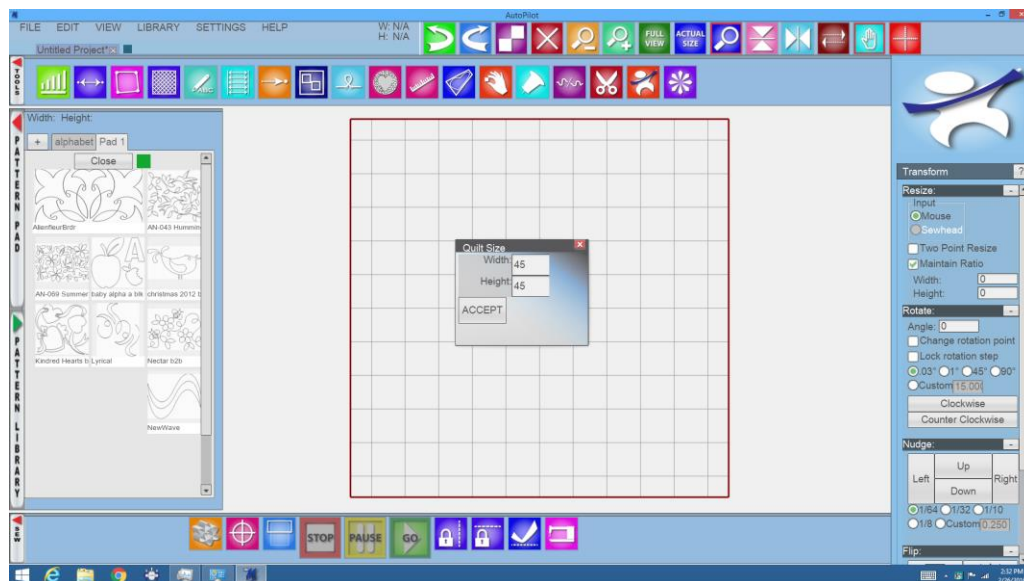 AutoPilot
FILE EDIT VIEW LIBRARY SETTINGS HELP
W: N/A
H: N/A
FULL VIEW
ACTUAL SIZE
Untitled Project*
TOOLS
ABC
Width: Height:
+ alphabet Pad 1
Close
PATTERN PAD
AN-043 Hummin
AN-069 Summer
baby alpha a blk
christmas 2012 b
Kindred Hearts b
Lyrical
Nectar b2b
NewWave
PATTERN LIBRARY
Quilt Size
Width: 45
Height: 45
ACCEPT
Transform ?
Resize: -
Input
Mouse
Sewhead
Two Point Resize
Maintain Ratio
Width: 0
Height: 0
Rotate: -
Angle: 0
Change rotation point
Lock rotation step
.03° 1° 45° 90°
Custom 15.00
Clockwise
Counter Clockwise
Nudge: -
Up
Left Right
Down
1/64 1/32 1/10
1/8 Custom 0.250
Flip: -
SEW
STOP PAUSE GO
2:32 PM